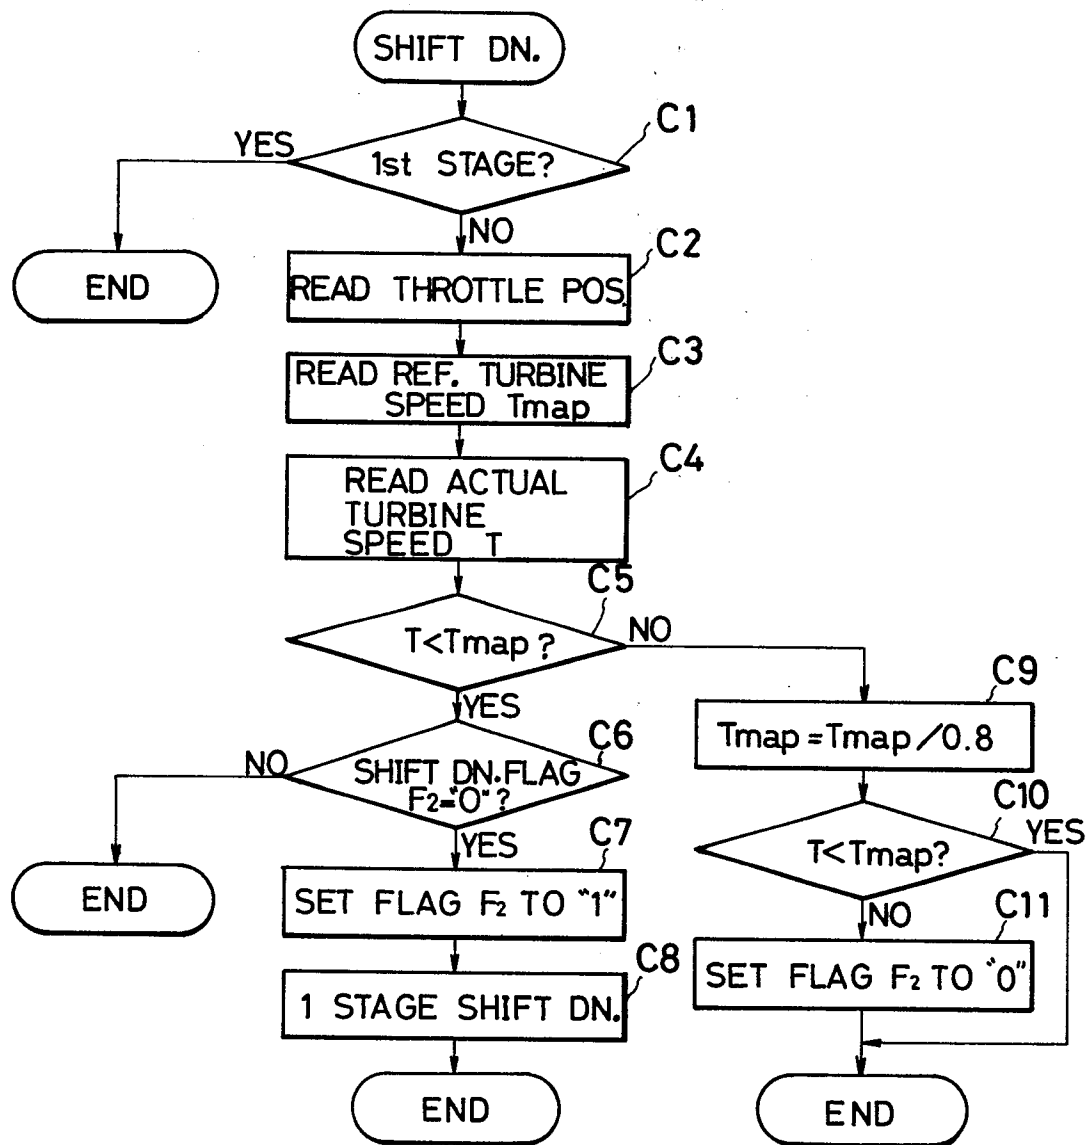 SHIFT DN.
C1
YES
1st STAGE?
NO
C2
END
READ THROTTLE POS.
C3
READ REF. TURBINE
SPEED Tmap
C4
READ ACTUAL
TURBINE
SPEED T
C5
T<Tmap?
NO
YES
C9
Tmap=Tmap/0.8
C6
NO
SHIFT DN.FLAG
F2="0"?
C10
YES
T<Tmap?
YES
C7
END
SET FLAG F2 TO "1"
NO
C11
SET FLAG F2 TO "0"
C8
1 STAGE SHIFT DN.
END
END